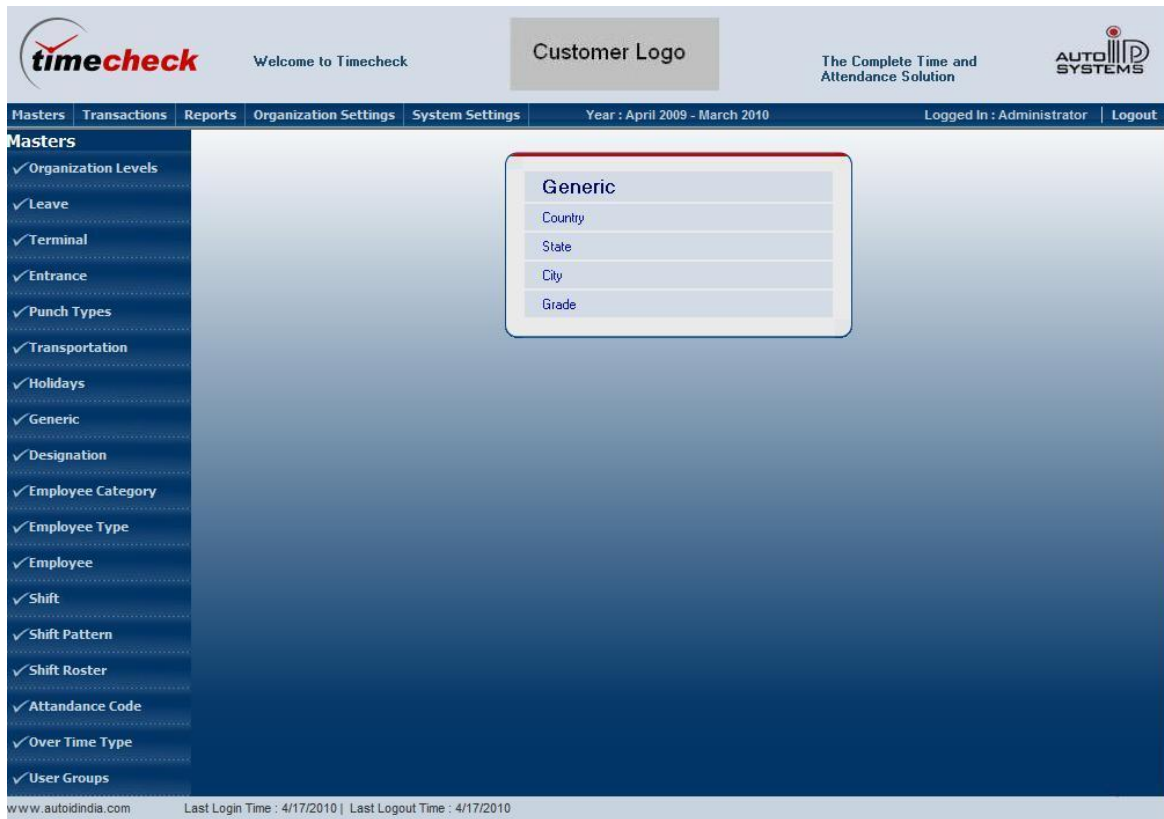 timecheck
Welcome to Timecheck
Customer Logo
The Complete Time and
Attendance Solution
AUTO ID
SYSTEMS
Masters Transactions Reports Organization Settings System Settings Year : April 2009 - March 2010 Logged In : Administrator | Logout
Masters
Organization Levels
Leave
Terminal
Entrance
Punch Types
Transportation
Holidays
Generic
Designation
Employee Category
Employee Type
Employee
Shift
Shift Pattern
Shift Roster
Attandance Code
Over Time Type
User Groups
Generic
Country
State
City
Grade
www.autoidindia.com Last Login Time : 4/17/2010 | Last Logout Time : 4/17/2010